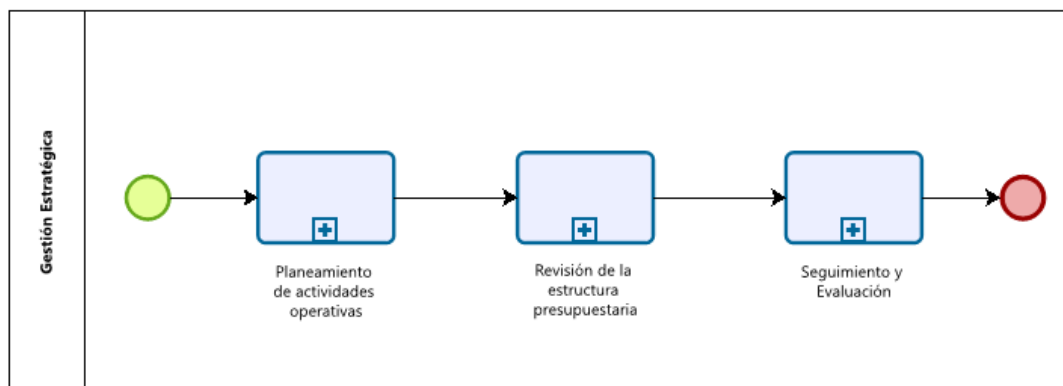 Gestión Estratégica
Planeamiento
de actividades
operativas
Revisión de la
estructura
presupuestaria
Seguimiento y
Evaluación